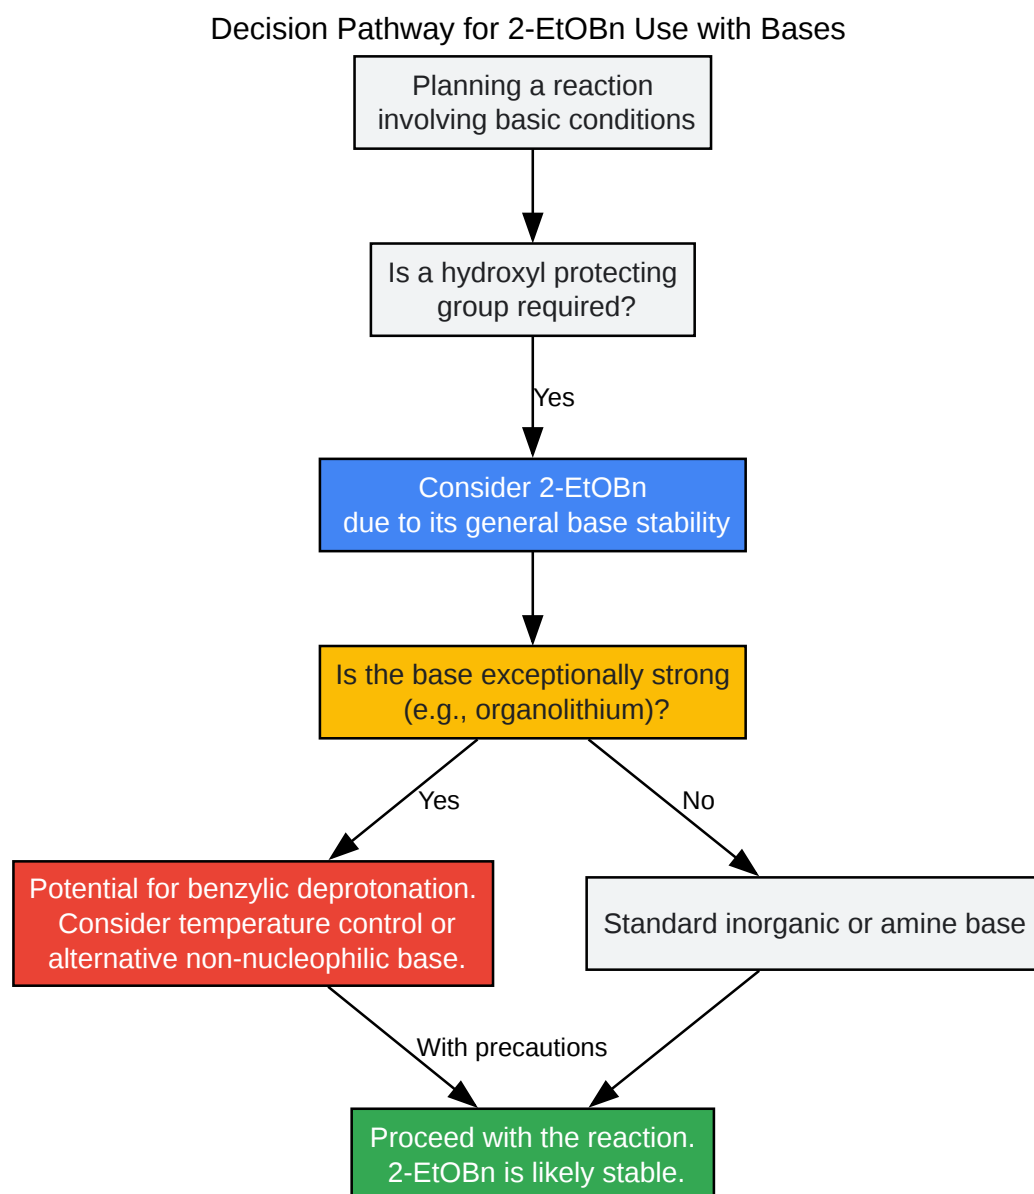 Decision Pathway for 2-EtOBn Use with Bases
Planning a reaction
involving basic conditions
Is a hydroxyl protecting
group required?
Yes
Consider 2-EtOBn
due to its general base stability
Is the base exceptionally strong
(e.g., organolithium)?
Yes
No
Potential for benzylic deprotonation.
Consider temperature control or
alternative non-nucleophilic base.
Standard inorganic or amine base
With precautions
Proceed with the reaction.
2-EtOBn is likely stable.